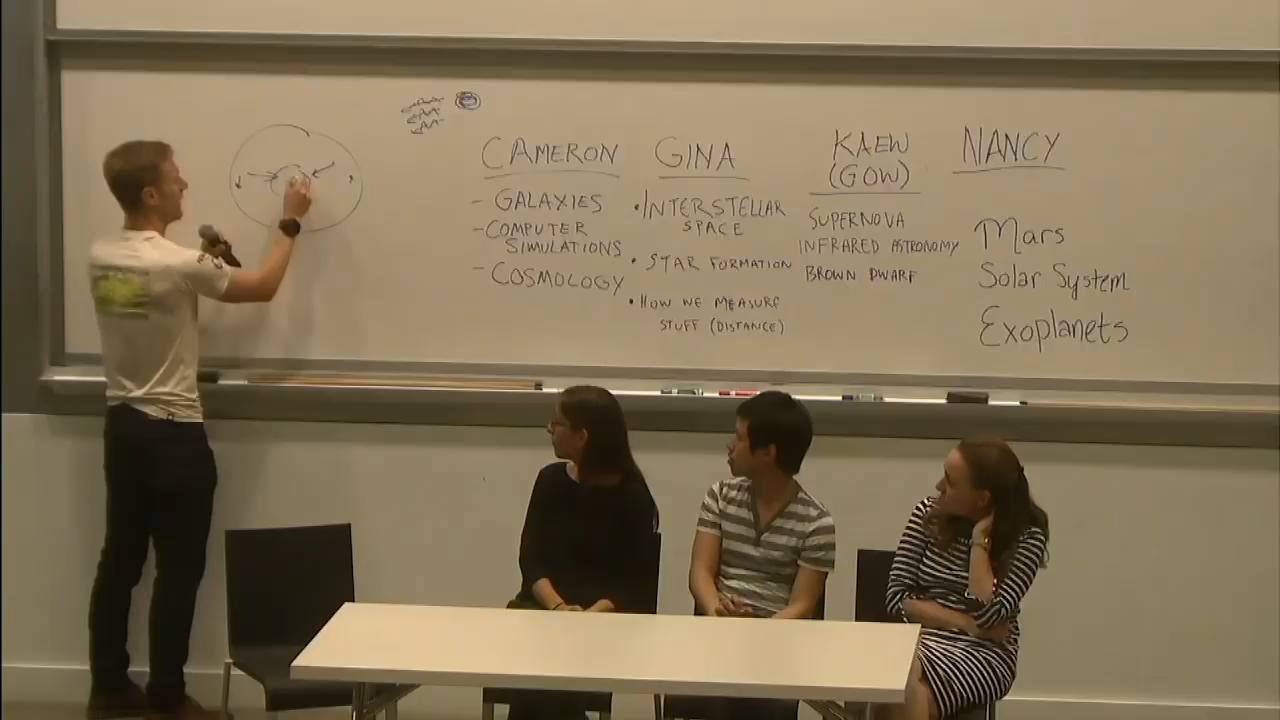 CAMERON
- GALAXIES
- COMPUTER
SIMULATIONS
- COSMOLOGY
GINA
• INTERSTELLAR
SPACE
• STAR FORMATION
• HOW WE MEASURE
STUFF (DISTANCE)
KAEW
(GOW)
SUPERNOVA
INFRARED ASTRONOMY
BROWN DWARF
NANCY
Mars
Solar System
Exoplanets